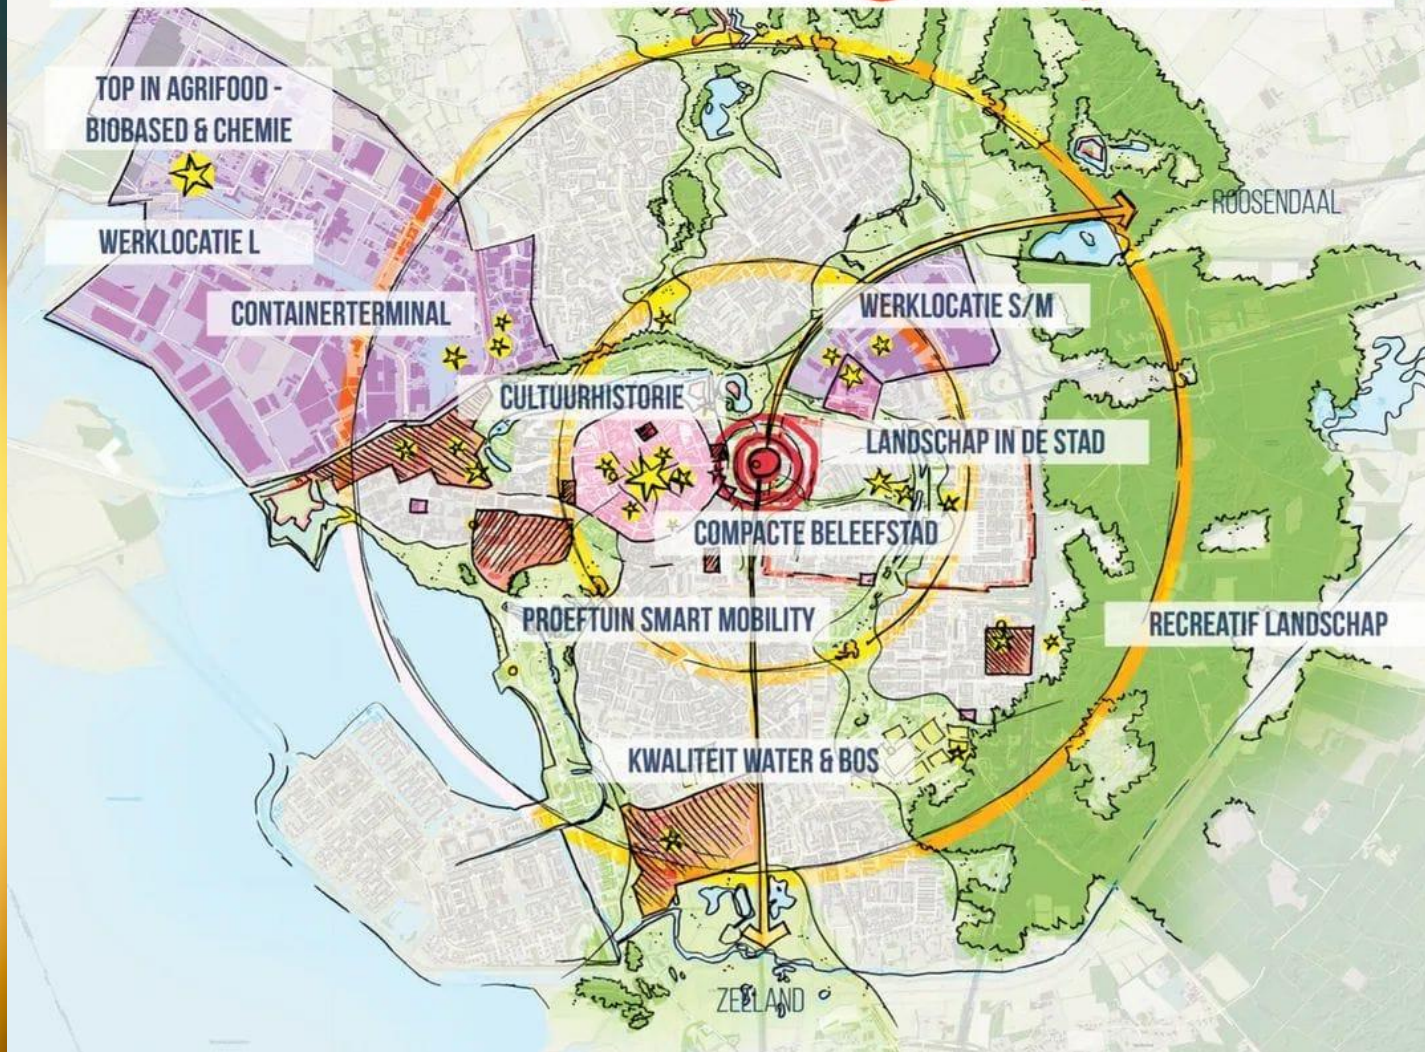 TOP IN AGRIFOOD -
BIOBASED & CHEMIE
WERKLOCATIE L
ROOSENDAAL
CONTAINERTERMINAL
WERKLOCATIE S/M
CULTUURHISTORIE
LANDSCHAP IN DE STAD
COMPACTE BELEEFSTAD
PROEFTUIN SMART MOBILITY
RECREATIF LANDSCHAP
KWALITEIT WATER & BOS
ZEELAND